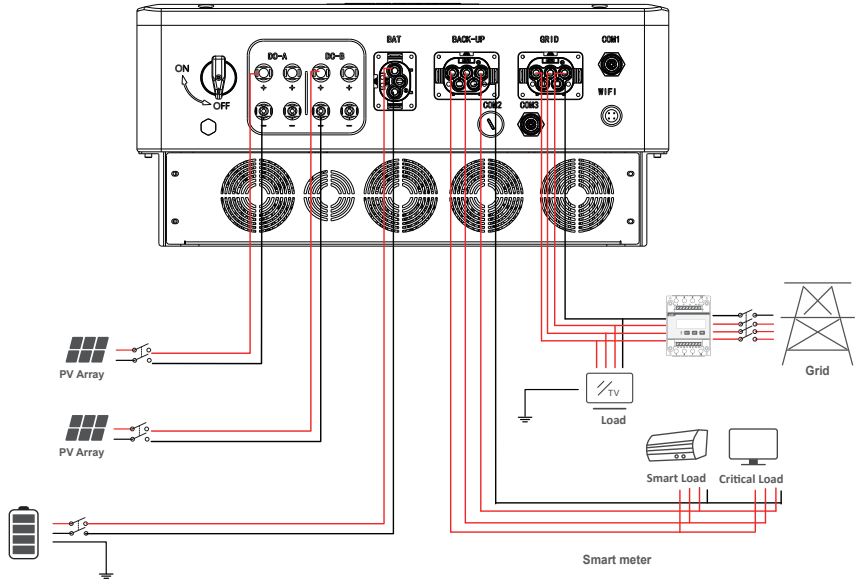 BAT BACK-UP GRID COM1
DC-A DC-B
ON
OFF
WIFI
COM2 COM3
+ + + +
- - - -
PV Array
Grid
TV
Load
PV Array
Smart Load Critical Load
Smart meter